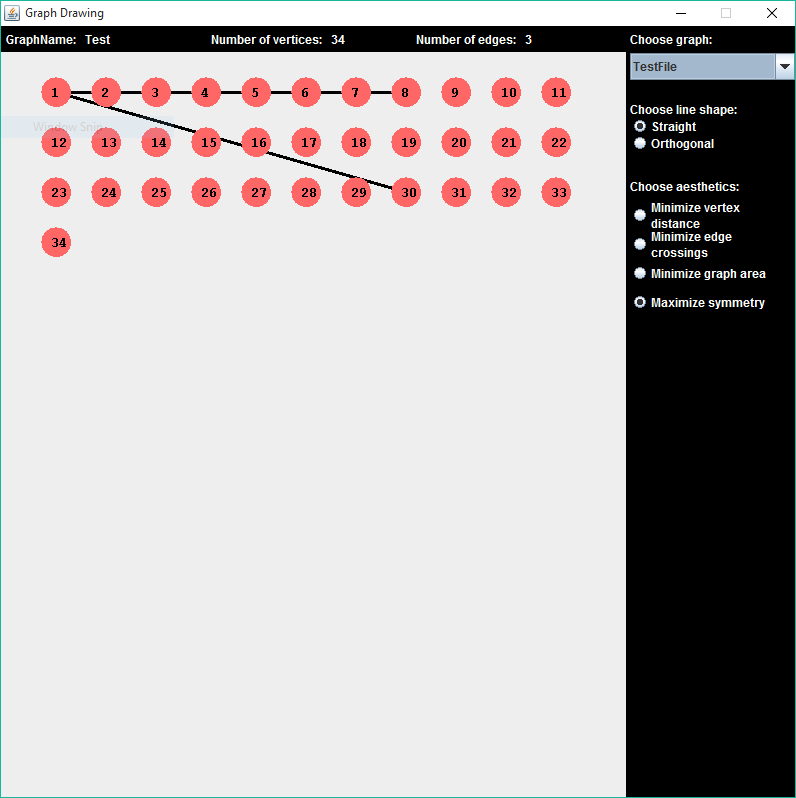 Graph Drawing
GraphName: Test Number of vertices: 34 Number of edges: 3 Choose graph:
TestFile
1 2 3 4 5 6 7 8 9 10 11
Choose line shape:
Window Snip Straight
12 13 14 15 16 17 18 19 20 21 22 Orthogonal
23 24 25 26 27 28 29 30 31 32 33 Choose aesthetics:
Minimize vertex
distance
34 Minimize edge
crossings
Minimize graph area
Maximize symmetry